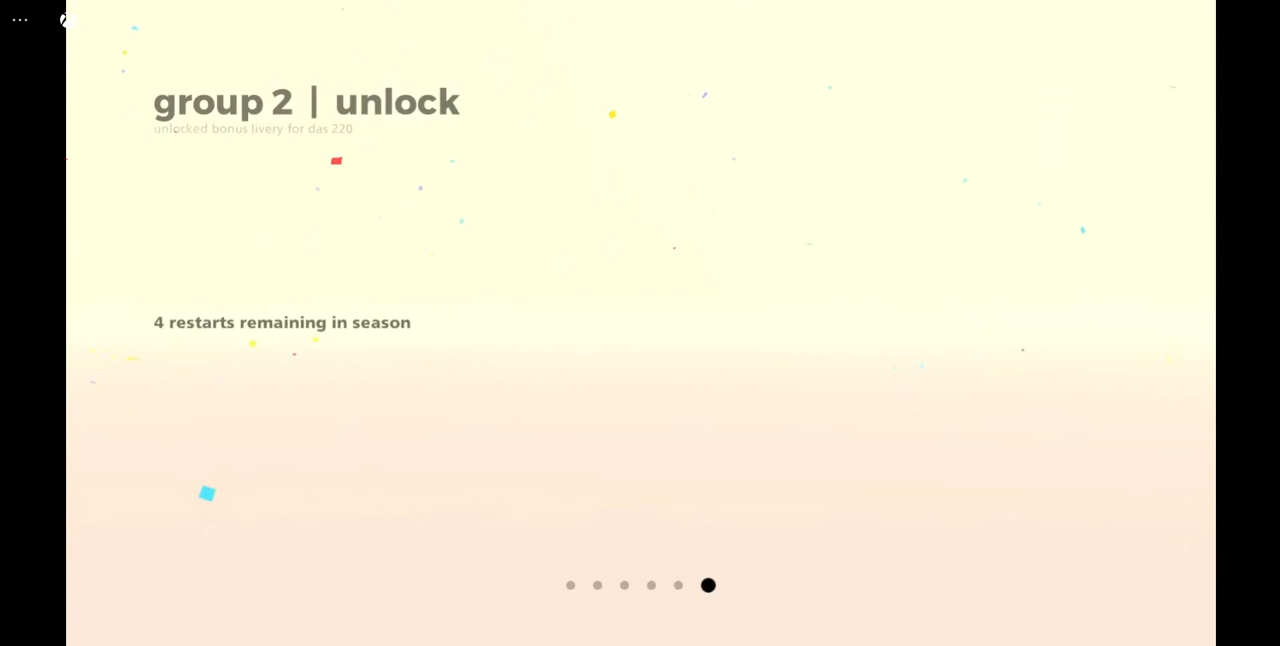 group 2 | unlock
unlocked bonus livery for das 220
4 restarts remaining in season